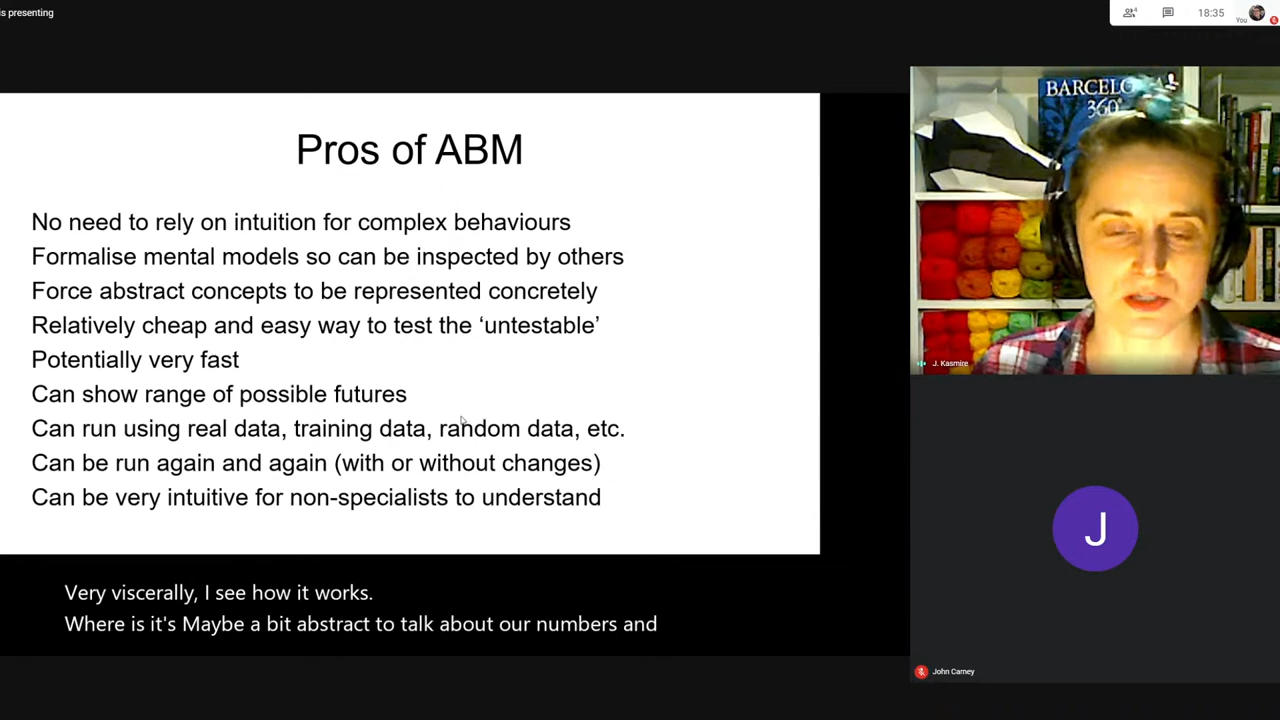 is presenting
4
18:35
You
Pros of ABM
No need to rely on intuition for complex behaviours
Formalise mental models so can be inspected by others
Force abstract concepts to be represented concretely
Relatively cheap and easy way to test the ‘untestable’
Potentially very fast
Can show range of possible futures
Can run using real data, training data, random data, etc.
Can be run again and again (with or without changes)
Can be very intuitive for non-specialists to understand
Very viscerally, I see how it works.
Where is it's Maybe a bit abstract to talk about our numbers and
BARCELO A
360°
J. Kasmire
J
John Carney